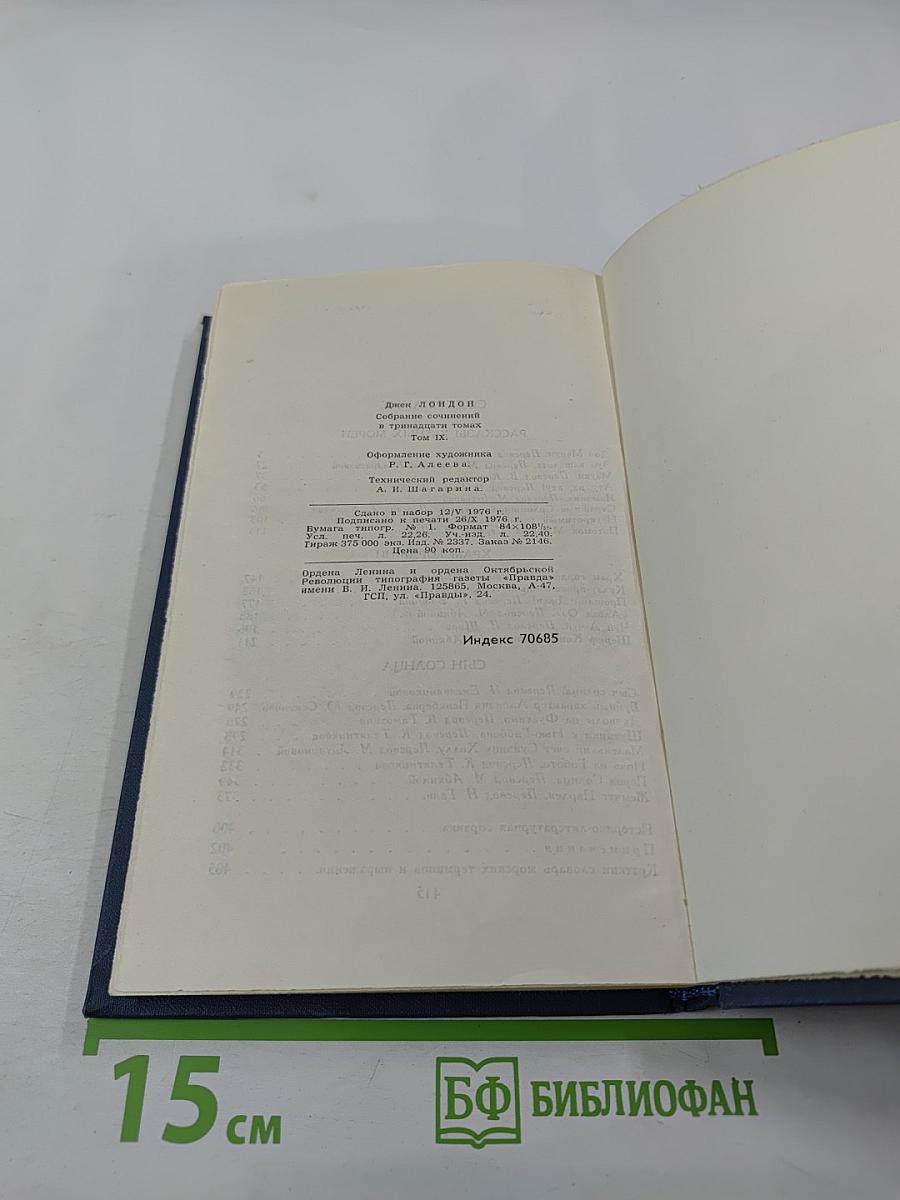 Джек ЛОНДОН
Собрание сочинений
в тринадцати томах
Том IX.
Оформление художника
Р. Г. Алеева.
Технический редактор
А. И. Шагарина.
Сдано в набор 12/V 1976 г.
Подписано к печати 26/X 1976 г.
Бумага типогр. № 1. Формат 84×108¹/₃₂.
Усл. печ. л. 22,26. Уч.-изд. л. 22,40.
Тираж 375 000 экз. Изд. № 2337. Заказ № 2146.
Цена 90 коп.
Ордена Ленина и ордена Октябрьской
Революции типография газеты «Правда»
имени В. И. Ленина. 125865, Москва, А-47,
ГСП, ул. «Правды», 24.
Индекс 70685
15 см
БФ БИБЛИОФАН